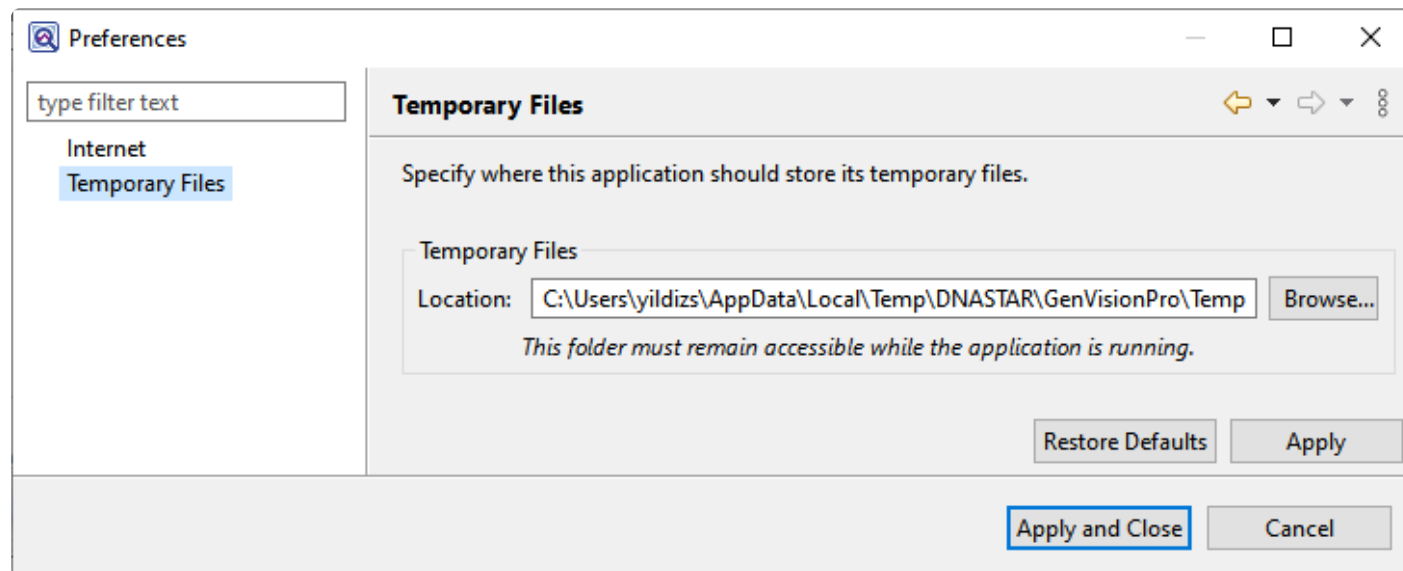 Preferences
type filter text
Internet
Temporary Files
Temporary Files
Specify where this application should store its temporary files.
Temporary Files
Location: C:\Users\yildizs\AppData\Local\Temp\DNASTAR\GenVisionPro\Temp Browse...
This folder must remain accessible while the application is running.
Restore Defaults Apply
Apply and Close Cancel